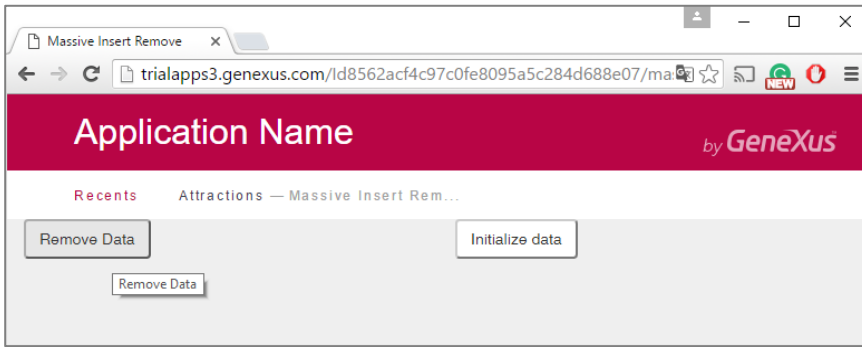 Massive Insert Remove
trialapps3.genexus.com/Id8562acf4c97c0fe8095a5c284d688e07/ma
NEW
Application Name
by GeneXus
Recents Attractions — Massive Insert Rem...
Remove Data Initialize data
Remove Data